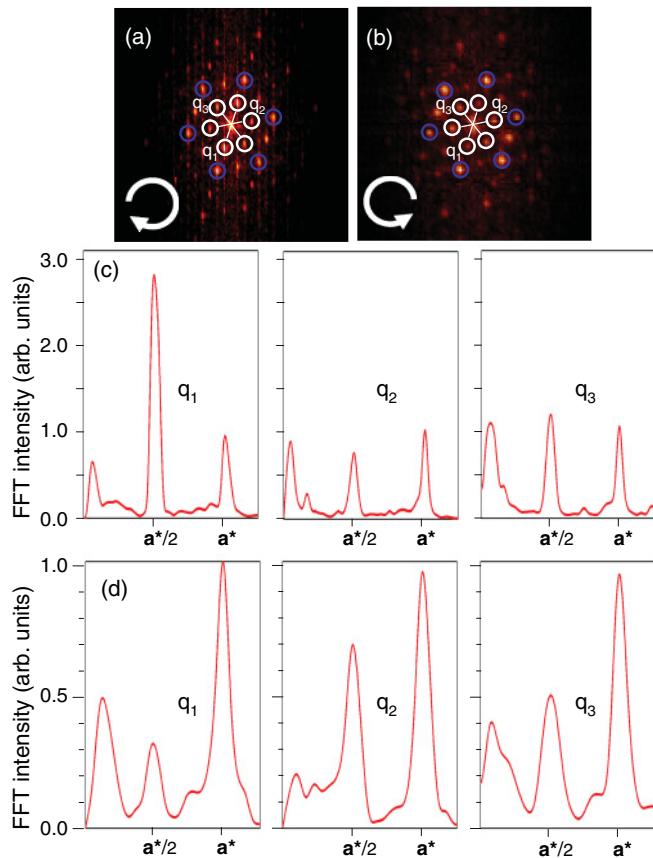 (a)
(b)
q3
q2
q1
q3
q2
q1
FFT intensity (arb. units)
(c)
3.0
2.0
1.0
0.0
q1
q2
q3
a*/2
a*
a*/2
a*
a*/2
a*
FFT intensity (arb. units)
(d)
1.0
0.5
0.0
q1
q2
q3
a*/2
a*
a*/2
a*
a*/2
a*